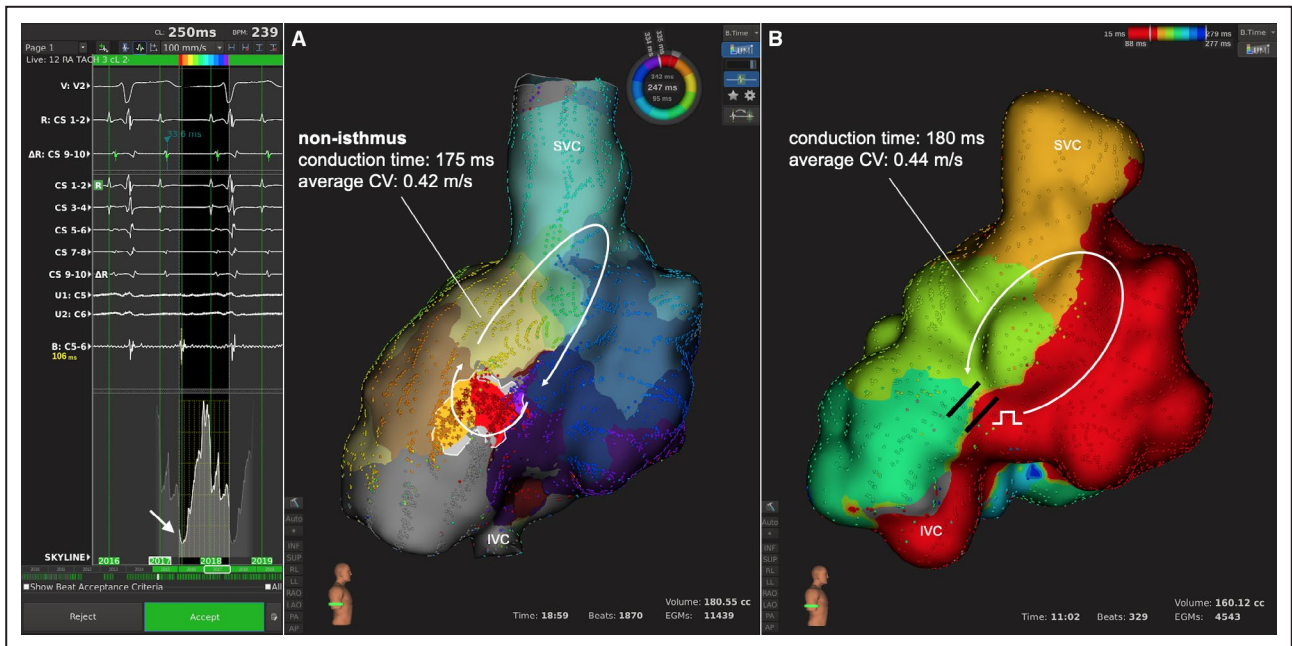 CL: 250ms BPM: 239
Page 1
100 mm/s
Live: 12 RA TACH 3 cL 2
V: V2
R: CS 1-2
33.6 ms
ΔR: CS 9-10
CS 1-2 R
CS 3-4
CS 5-6
CS 7-8
CS 9-10 ΔR
U1: C5
U2: C6
B: C5-6
106 ms
SKYLINE
2016 2017 2018 2019
Show Beat Acceptance Criteria All
Reject Accept
A
B.Time
334 ms 335 ms
342 ms
247 ms
95 ms
LUMI
SVC
non-isthmus
conduction time: 175 ms
average CV: 0.42 m/s
IVC
Auto
INF
SUP
RL
LL
RAO
LAO
PA
AP
Volume: 180.55 cc
Time: 18:59 Beats: 1870 EGMs: 11439
B
15 ms 279 ms
88 ms 277 ms
B.Time
LUMI
SVC
conduction time: 180 ms
average CV: 0.44 m/s
IVC
Auto
INF
SUP
RL
LL
RAO
LAO
PA
AP
Volume: 160.12 cc
Time: 11:02 Beats: 329 EGMs: 4543